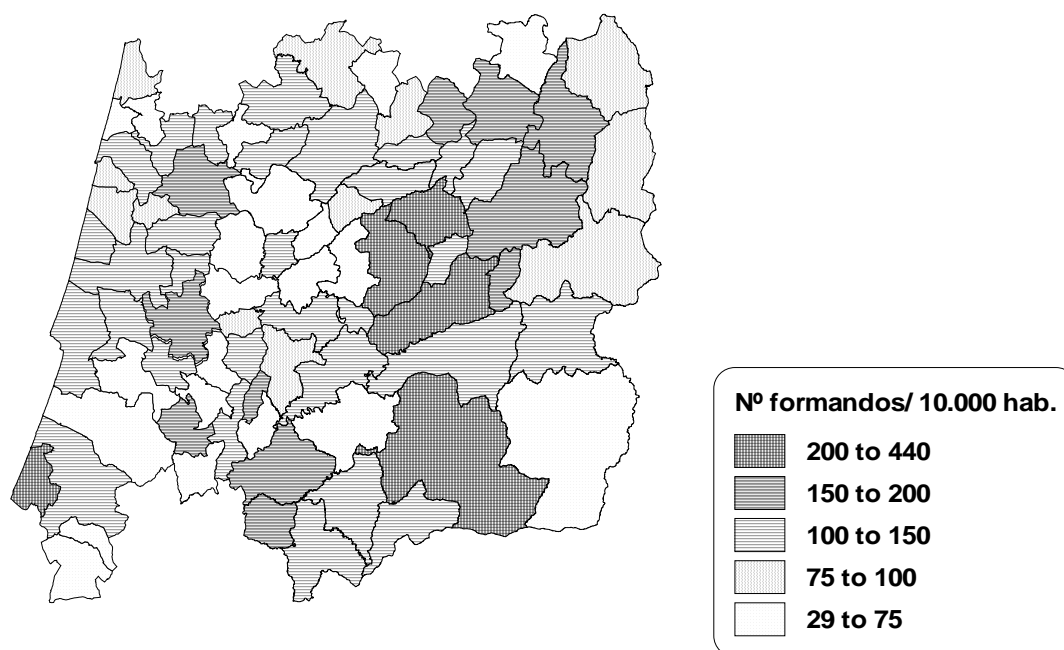 Nº formandos/ 10.000 hab.
200 to 440
150 to 200
100 to 150
75 to 100
29 to 75